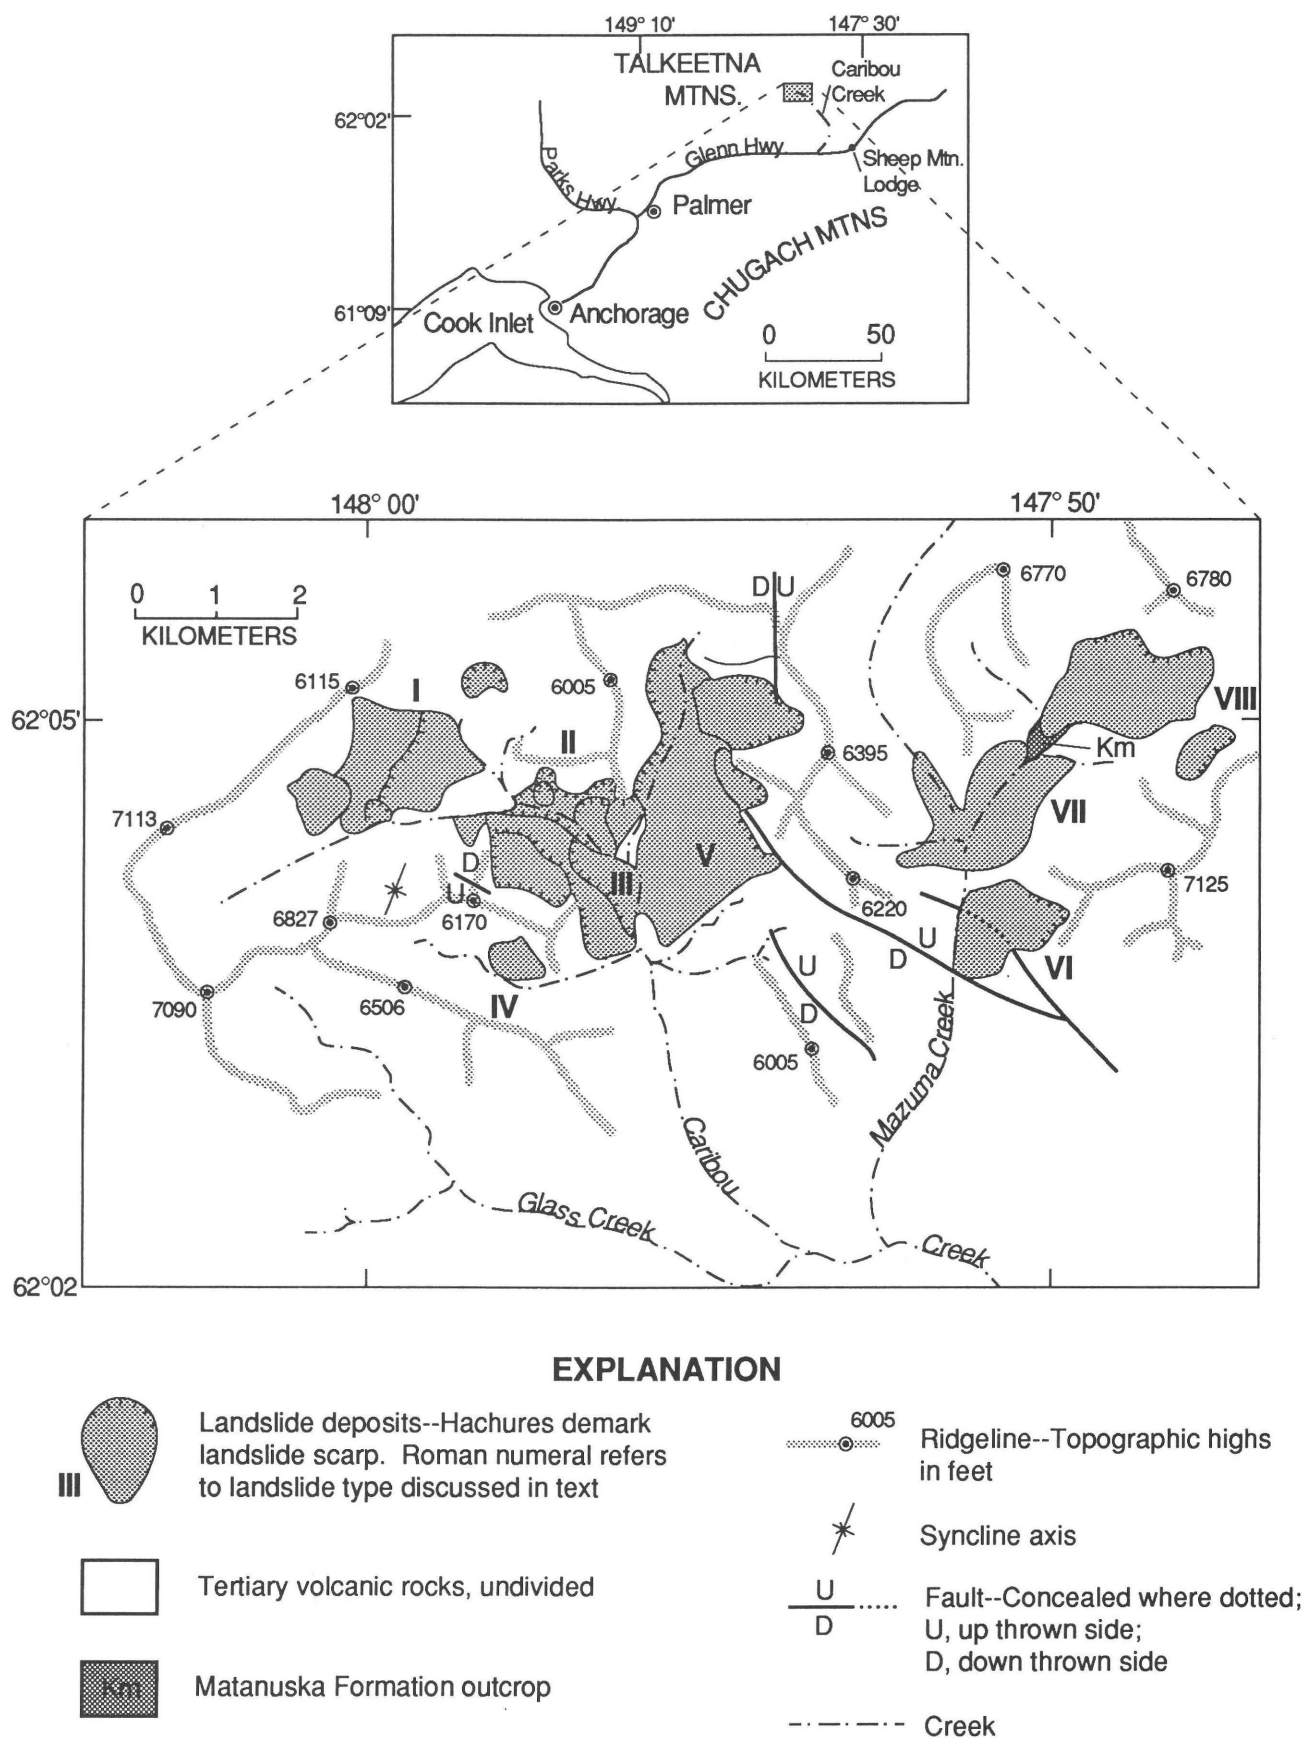 149° 10'
147° 30'
TALKEETNA
MTNS.
Caribou
Creek
62°02'
Glenn Hwy
Sheep Mtn.
Lodge
Parks Hwy
Palmer
CHUGACH MTNS
61°09'
Cook Inlet
Anchorage
0 50
KILOMETERS
148° 00'
147° 50'
0 1 2
KILOMETERS
D U
6770
6780
6115
I
6005
VIII
62°05'
II
6395
Km
7113
VII
D
V
III
U
6170
6220
7125
6827
U
D
VI
U
7090
6506
IV
D
6005
Mazuma Creek
Caribou
Glass Creek
Creek
62°02
EXPLANATION
III
Landslide deposits--Hachures demark
landslide scarp. Roman numeral refers
to landslide type discussed in text
Tertiary volcanic rocks, undivided
Km
Matanuska Formation outcrop
6005
Ridgeline--Topographic highs
in feet
Syncline axis
U
D
Fault--Concealed where dotted;
U, up thrown side;
D, down thrown side
Creek